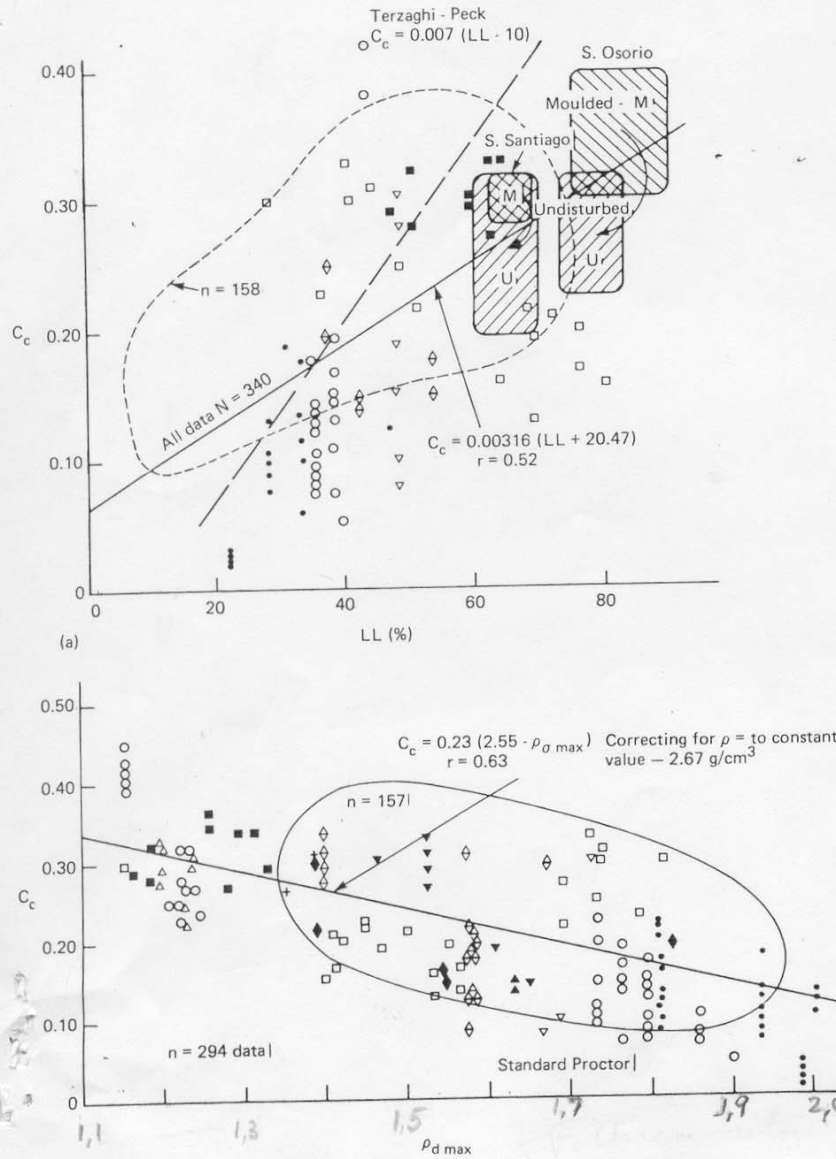 Terzaghi - Peck
C_c = 0.007 (LL - 10)
S. Osorio
0.40
Moulded - M
S. Santiago
M
0.30
Undisturbed
U_r
U_r
n = 158
C_c
0.20
All data N = 340
C_c = 0.00316 (LL + 20.47)
r = 0.52
0.10
0
0
20
40
60
80
LL (%)
(a)
0.50
C_c = 0.23 (2.55 - ρ_σ max) Correcting for ρ = to constant
r = 0.63 value — 2.67 g/cm³
0.40
n = 157
0.30
C_c
0.20
0.10
n = 294 data
Standard Proctor
0
1,1
1,3
1,5
1,9
1,9
ρ_d max